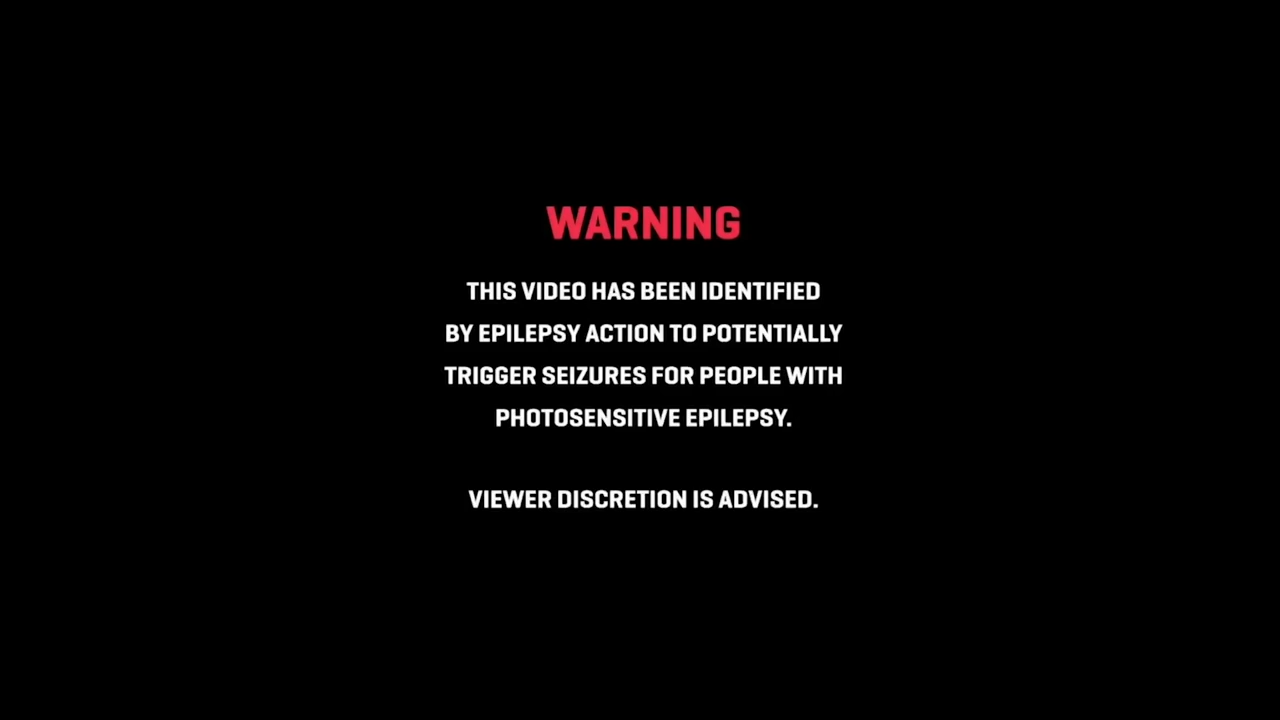 WARNING
THIS VIDEO HAS BEEN IDENTIFIED
BY EPILEPSY ACTION TO POTENTIALLY
TRIGGER SEIZURES FOR PEOPLE WITH
PHOTOSENSITIVE EPILEPSY.
VIEWER DISCRETION IS ADVISED.